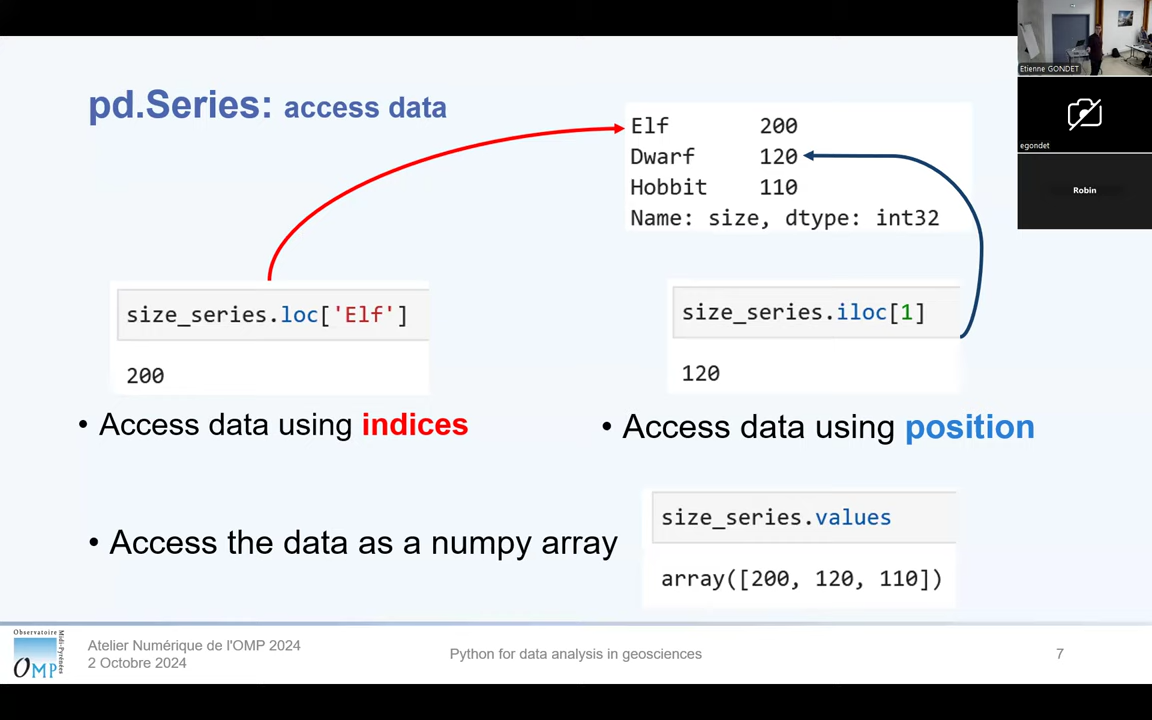 pd.Series: access data
Elf 200
Dwarf 120
Hobbit 110
Name: size, dtype: int32
size_series.loc['Elf']
200
size_series.iloc[1]
120
• Access data using indices
• Access data using position
• Access the data as a numpy array
size_series.values
array([200, 120, 110])
Observatoire
Midi-Pyrénées
OMP
Atelier Numérique de l'OMP 2024
2 Octobre 2024
Python for data analysis in geosciences
7
Etienne GONDET
egondet
Robin